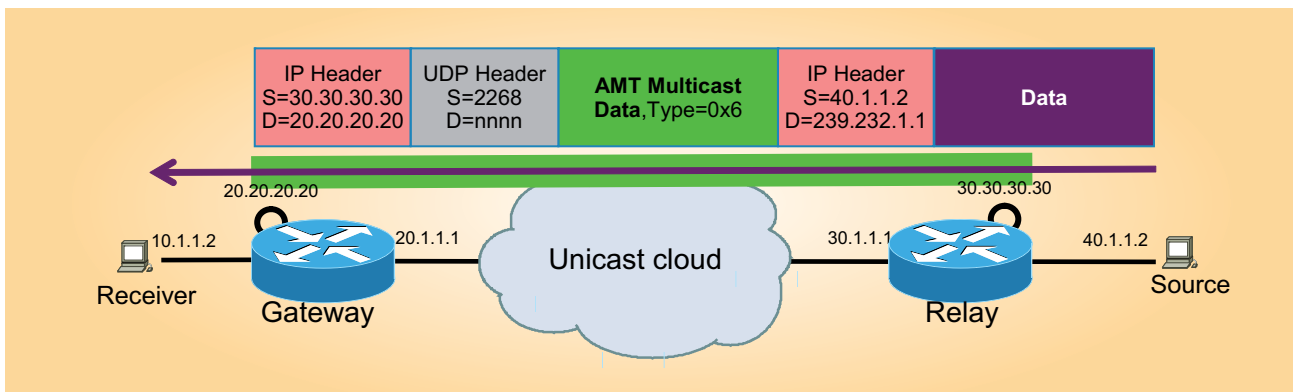 IP Header
S=30.30.30.30
D=20.20.20.20
UDP Header
S=2268
D=nnnn
AMT Multicast
Data,Type=0x6
IP Header
S=40.1.1.2
D=239.232.1.1
Data
20.20.20.20
30.30.30.30
10.1.1.2
20.1.1.1
30.1.1.1
40.1.1.2
Unicast cloud
Receiver
Gateway
Relay
Source